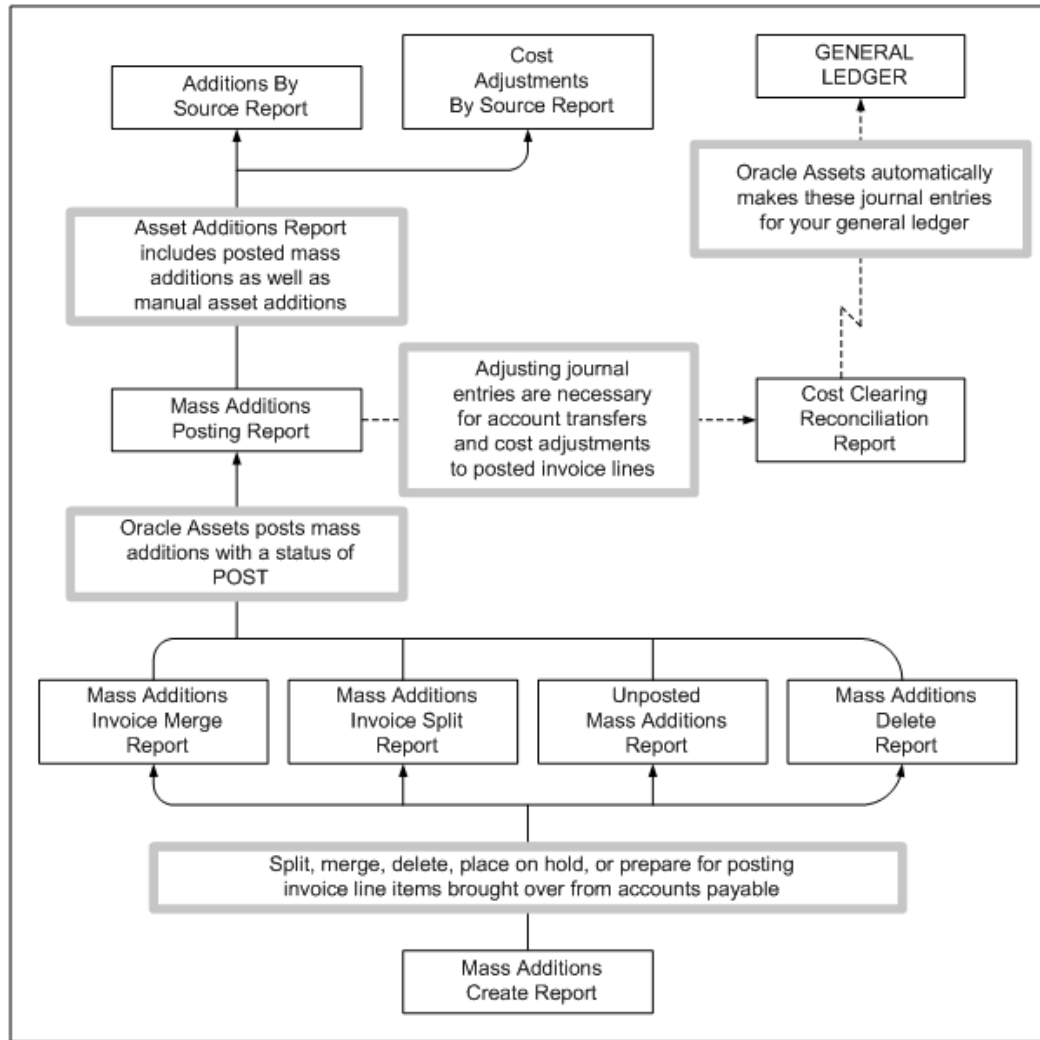 Additions By
Source Report
Cost
Adjustments
By Source Report
GENERAL
LEDGER
Oracle Assets automatically
makes these journal entries
for your general ledger
Asset Additions Report
includes posted mass
additions as well as
manual asset additions
Mass Additions
Posting Report
Adjusting journal
entries are necessary
for account transfers
and cost adjustments
to posted invoice lines
Cost Clearing
Reconciliation
Report
Oracle Assets posts mass
additions with a status of
POST
Mass Additions
Invoice Merge
Report
Mass Additions
Invoice Split
Report
Unposted
Mass Additions
Report
Mass Additions
Delete
Report
Split, merge, delete, place on hold, or prepare for posting
invoice line items brought over from accounts payable
Mass Additions
Create Report